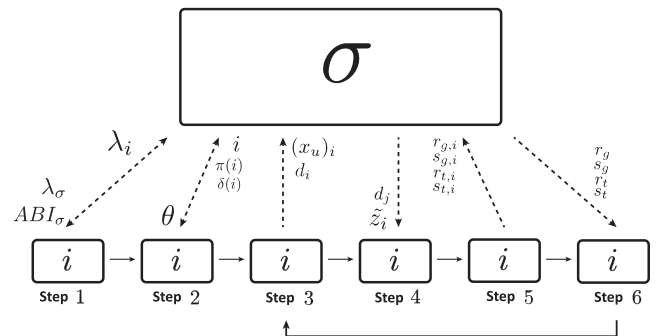 σ
λ_i
λ_σ
ABI_σ
i
π(i)
δ(i)
θ
(x_u)_i
d_i
d_j
z̃_i
r_{g,i}
s_{g,i}
r_{t,i}
s_{t,i}
r_g
s_g
r_t
s_t
i i i i i i
Step 1 Step 2 Step 3 Step 4 Step 5 Step 6